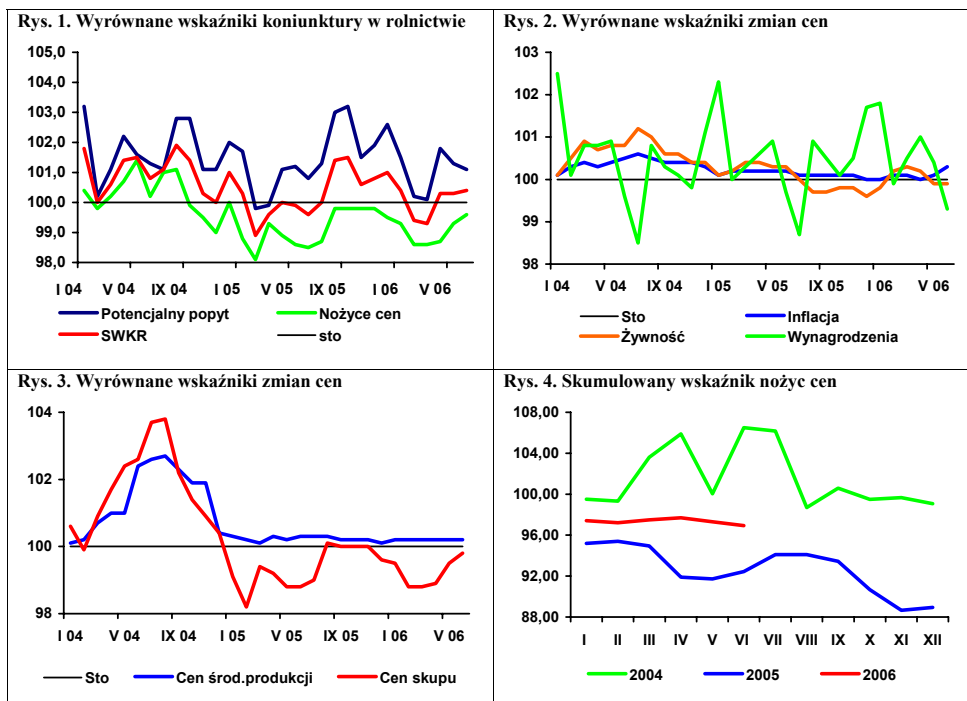 Rys. 1. Wyrównane wskaźniki koniunktury w rolnictwie
105,0
104,0
103,0
102,0
101,0
100,0
99,0
98,0
I 04 V 04 IX 04 I 05 V 05 IX 05 I 06 V 06
Potencjalny popyt Nożyce cen
SWKR sto
Rys. 2. Wyrównane wskaźniki zmian cen
103
102
101
100
99
98
I 04 V 04 IX 04 I 05 V 05 IX 05 I 06 V 06
Sto Inflacja
Żywność Wynagrodzenia
Rys. 3. Wyrównane wskaźniki zmian cen
104
102
100
98
I 04 V 04 IX 04 I 05 V 05 IX 05 I 06 V 06
Sto Cen środ.produkcji Cen skupu
Rys. 4. Skumulowany wskaźnik nożyc cen
108,00
104,00
100,00
96,00
92,00
88,00
I II III IV V VI VII VIII IX X XI XII
2004 2005 2006